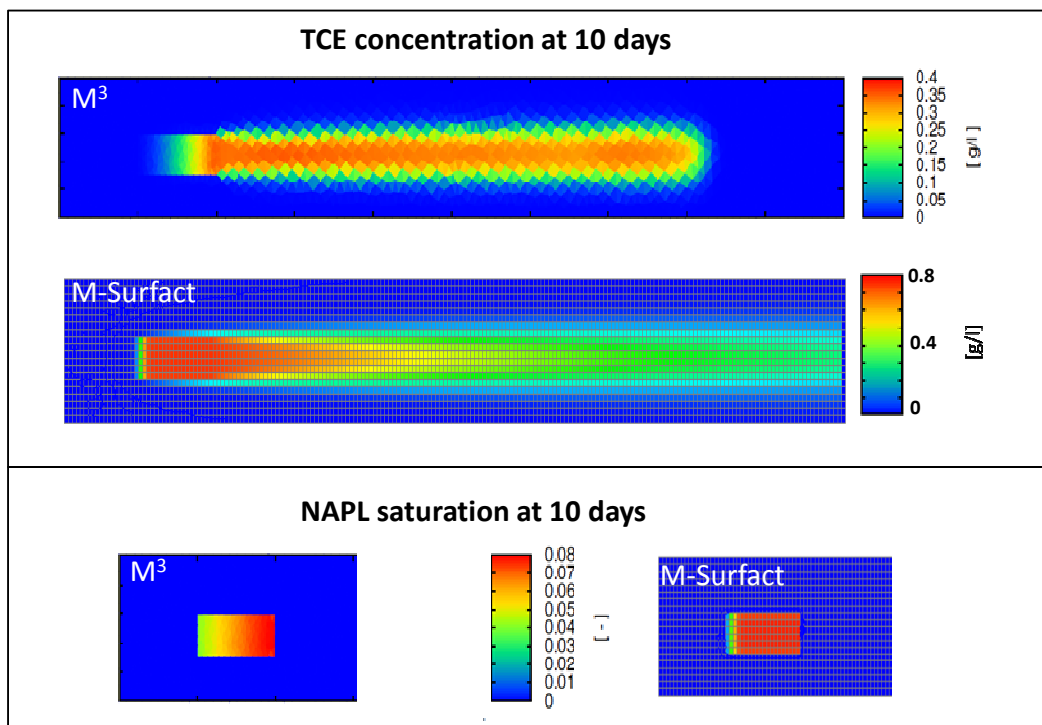 TCE concentration at 10 days
M³
0.4
0.35
0.3
0.25
0.2
0.15
0.1
0.05
0
[ g/l ]
M-Surfact
0.8
0.4
0
[g/l]
NAPL saturation at 10 days
M³
0.08
0.07
0.06
0.05
0.04
0.03
0.02
0.01
0
[ - ]
M-Surfact